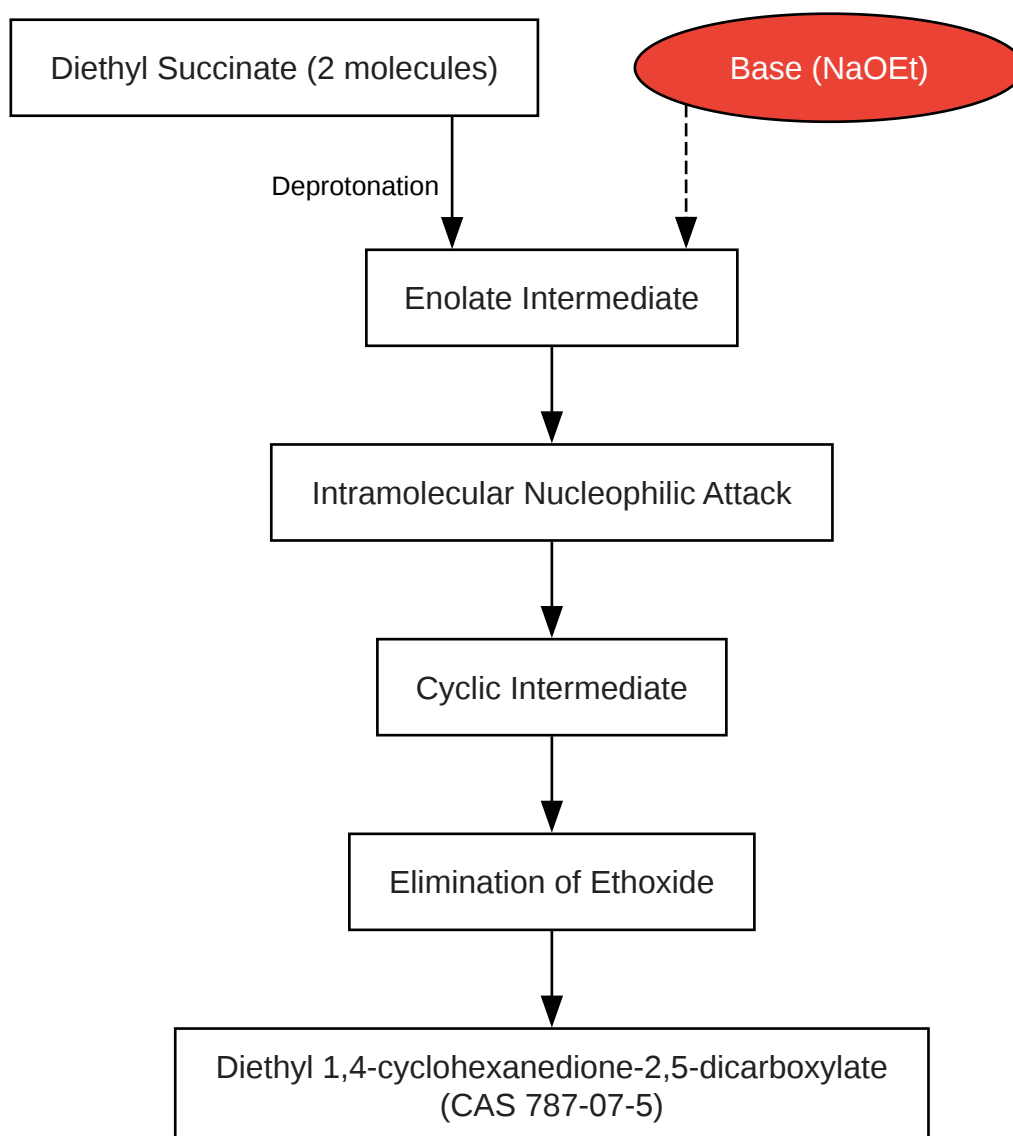 Diethyl Succinate (2 molecules)
Base (NaOEt)
Deprotonation
Enolate Intermediate
Intramolecular Nucleophilic Attack
Cyclic Intermediate
Elimination of Ethoxide
Diethyl 1,4-cyclohexanedione-2,5-dicarboxylate
(CAS 787-07-5)